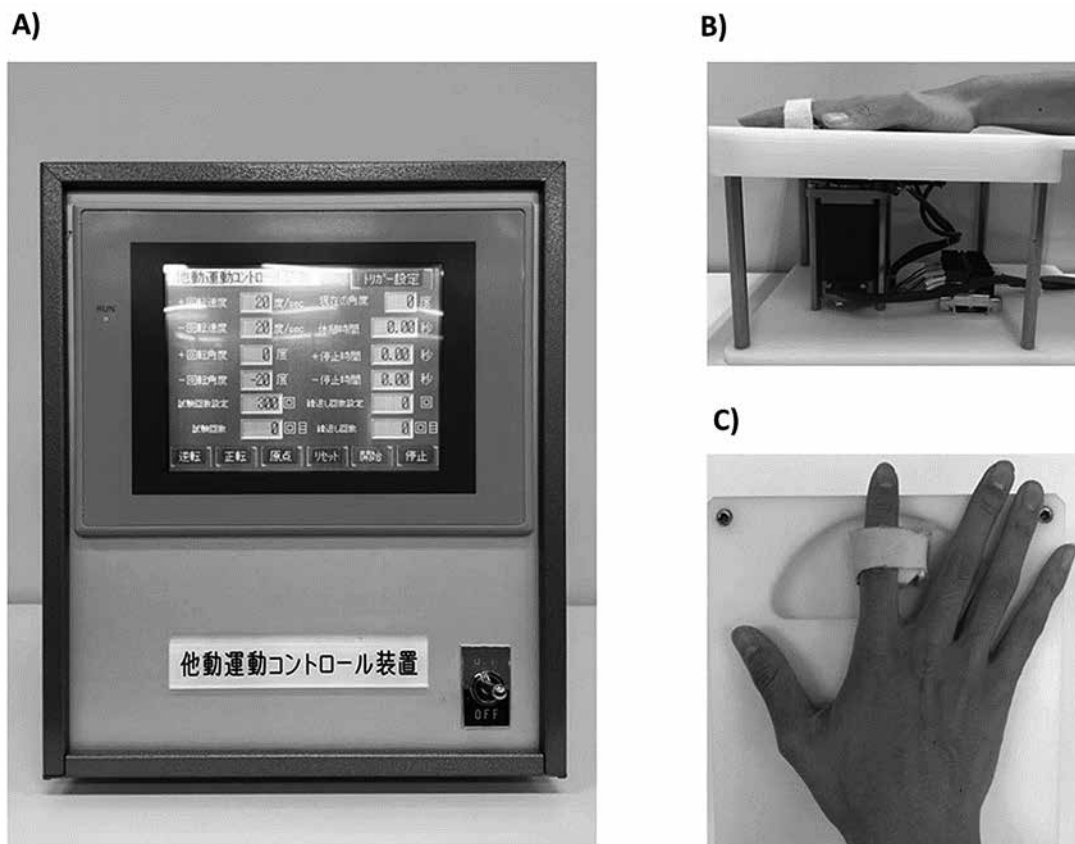 A)
B)
C)
他動運動コントロール装置 トリガー設定
RUN
+回転速度 20 度/sec 現在の角度 0 度
-回転速度 20 度/sec 休憩時間 0.00 秒
+回転角度 0 度 +停止時間 0.00 秒
-回転角度 -20 度 -停止時間 0.00 秒
試験回数設定 300 回 繰返し回数設定 0 回
試験回数 0 回目 繰返し回数 0 回目
逆転 正転 原点 リセット 開始 停止
他動運動コントロール装置
OFF